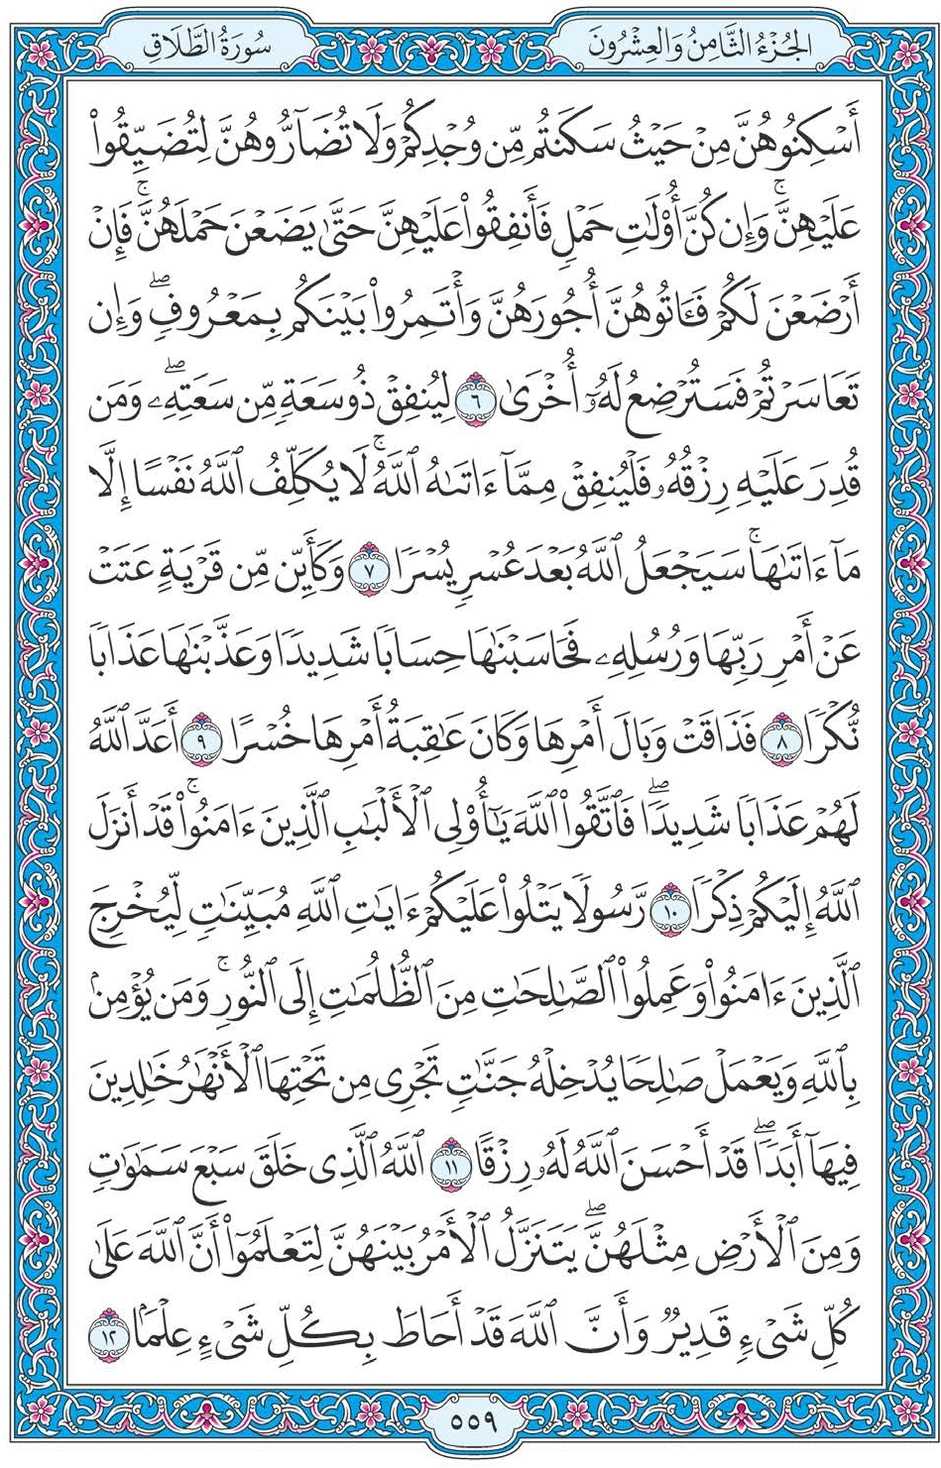 الجُزْءُ الثَّامِنُ وَالعِشْرُونَ
سُورَةُ الطَّلَاقِ
أَسْكِنُوهُنَّ مِنْ حَيْثُ سَكَنتُم مِّن وُجْدِكُمْ وَلَا تُضَآرُّوهُنَّ لِتُضَيِّقُوا۟
عَلَيْهِنَّۚ وَإِن كُنَّ أُو۟لَٰتِ حَمْلٍ فَأَنفِقُوا۟ عَلَيْهِنَّ حَتَّىٰ يَضَعْنَ حَمْلَهُنَّۚ فَإِنْ
أَرْضَعْنَ لَكُمْ فَـَٔاتُوهُنَّ أُجُورَهُنَّ وَأْتَمِرُوا۟ بَيْنَكُم بِمَعْرُوفٍۖ وَإِن
تَعَاسَرْتُمْ فَسَتُرْضِعُ لَهُۥٓ أُخْرَىٰ ٦ لِيُنفِقْ ذُو سَعَةٍ مِّن سَعَتِهِۦۖ وَمَن
قُدِرَ عَلَيْهِ رِزْقُهُۥ فَلْيُنفِقْ مِمَّآ ءَاتَىٰهُ ٱللَّهُۚ لَا يُكَلِّفُ ٱللَّهُ نَفْسًا إِلَّا
مَآ ءَاتَىٰهَاۚ سَيَجْعَلُ ٱللَّهُ بَعْدَ عُسْرٍ يُسْرًا ٧ وَكَأَيِّن مِّن قَرْيَةٍ عَتَتْ
عَنْ أَمْرِ رَبِّهَا وَرُسُلِهِۦ فَحَاسَبْنَٰهَا حِسَابًا شَدِيدًا وَعَذَّبْنَٰهَا عَذَابًا
نُّكْرًا ٨ فَذَاقَتْ وَبَالَ أَمْرِهَا وَكَانَ عَٰقِبَةُ أَمْرِهَا خُسْرًا ٩ أَعَدَّ ٱللَّهُ
لَهُمْ عَذَابًا شَدِيدًاۖ فَٱتَّقُوا۟ ٱللَّهَ يَٰٓأُو۟لِى ٱلْأَلْبَٰبِ ٱلَّذِينَ ءَامَنُوا۟ۚ قَدْ أَنزَلَ
ٱللَّهُ إِلَيْكُمْ ذِكْرًا ١٠ رَّسُولًا يَتْلُوا۟ عَلَيْكُمْ ءَايَٰتِ ٱللَّهِ مُبَيِّنَٰتٍ لِّيُخْرِجَ
ٱلَّذِينَ ءَامَنُوا۟ وَعَمِلُوا۟ ٱلصَّٰلِحَٰتِ مِنَ ٱلظُّلُمَٰتِ إِلَى ٱلنُّورِۚ وَمَن يُؤْمِنۢ
بِٱللَّهِ وَيَعْمَلْ صَٰلِحًا يُدْخِلْهُ جَنَّٰتٍ تَجْرِى مِن تَحْتِهَا ٱلْأَنْهَٰرُ خَٰلِدِينَ
فِيهَآ أَبَدًاۖ قَدْ أَحْسَنَ ٱللَّهُ لَهُۥ رِزْقًا ١١ ٱللَّهُ ٱلَّذِى خَلَقَ سَبْعَ سَمَٰوَٰتٍ
وَمِنَ ٱلْأَرْضِ مِثْلَهُنَّۖ يَتَنَزَّلُ ٱلْأَمْرُ بَيْنَهُنَّ لِتَعْلَمُوٓا۟ أَنَّ ٱللَّهَ عَلَىٰ
كُلِّ شَىْءٍ قَدِيرٌ وَأَنَّ ٱللَّهَ قَدْ أَحَاطَ بِكُلِّ شَىْءٍ عِلْمًۢا ١٢
٥٥٩